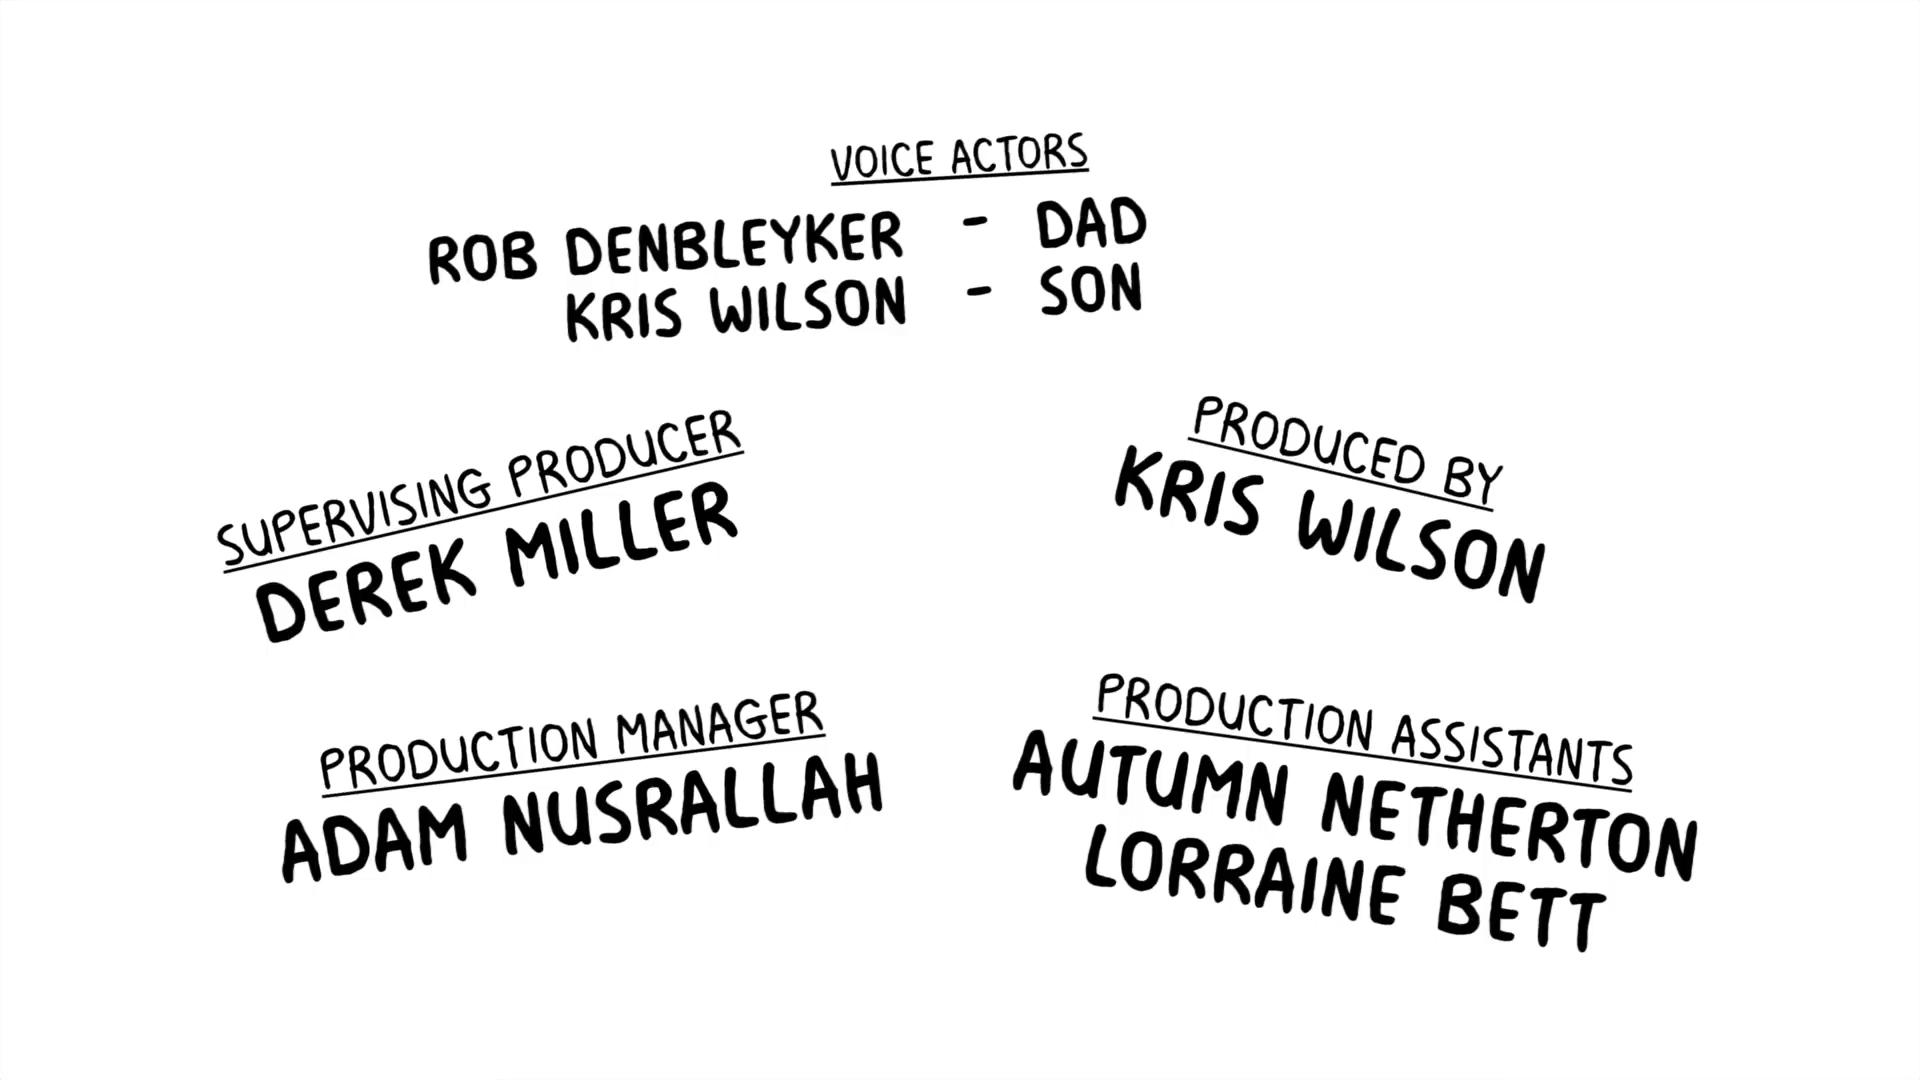 VOICE ACTORS
ROB DENBLEYKER - DAD
KRIS WILSON - SON
SUPERVISING PRODUCER
DEREK MILLER
PRODUCED BY
KRIS WILSON
PRODUCTION MANAGER
ADAM NUSRALLAH
PRODUCTION ASSISTANTS
AUTUMN NETHERTON
LORRAINE BETT